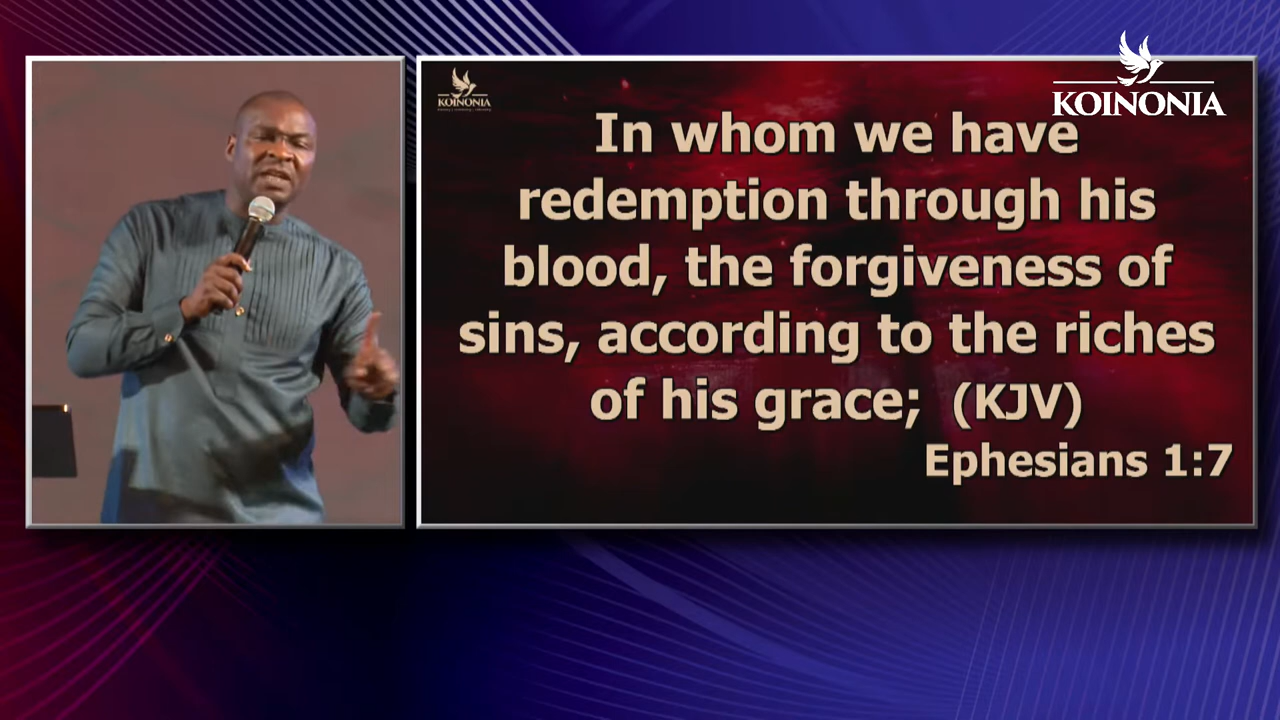 KOINONIA
KOINONIA
In whom we have
redemption through his
blood, the forgiveness of
sins, according to the riches
of his grace; (KJV)
Ephesians 1:7